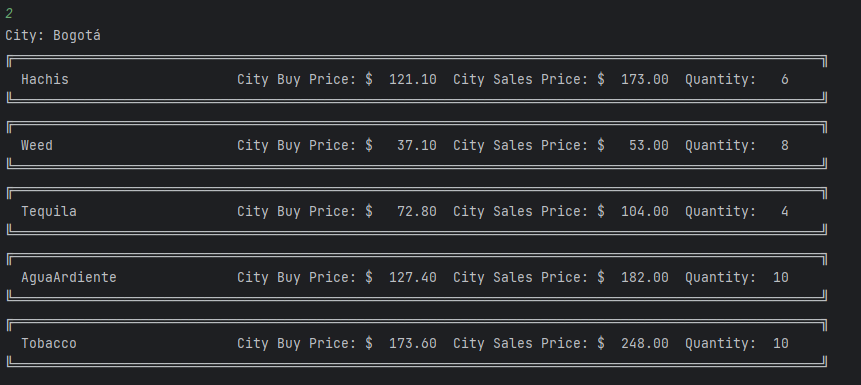 2
City: Bogotá
Hachis City Buy Price: $ 121.10 City Sales Price: $ 173.00 Quantity: 6
Weed City Buy Price: $ 37.10 City Sales Price: $ 53.00 Quantity: 8
Tequila City Buy Price: $ 72.80 City Sales Price: $ 104.00 Quantity: 4
AguaArdiente City Buy Price: $ 127.40 City Sales Price: $ 182.00 Quantity: 10
Tobacco City Buy Price: $ 173.60 City Sales Price: $ 248.00 Quantity: 10